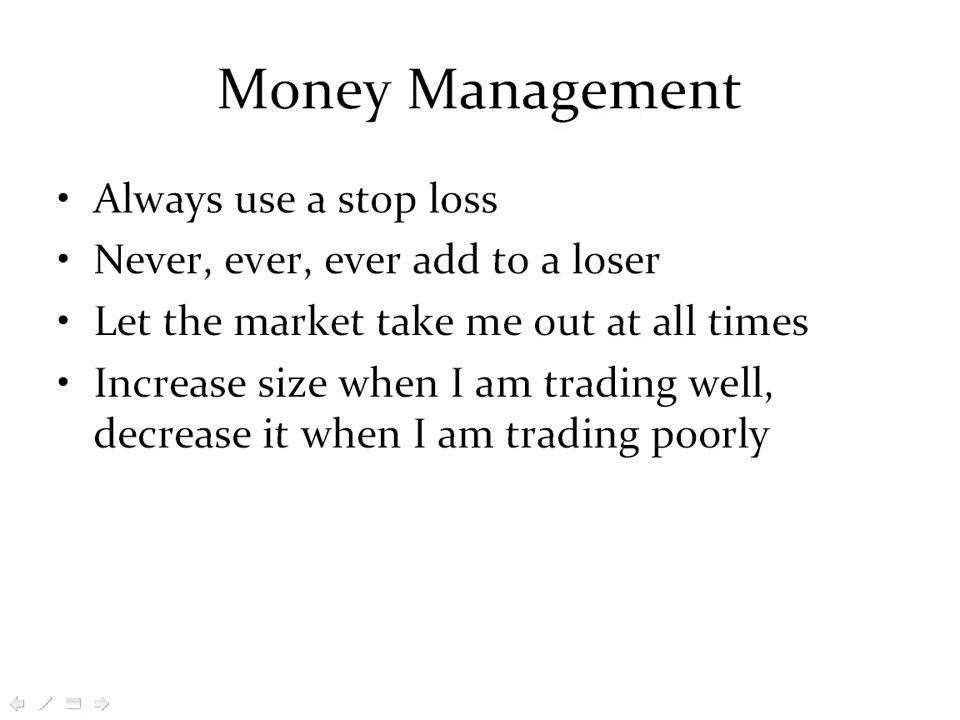 Money Management
• Always use a stop loss
• Never, ever, ever add to a loser
• Let the market take me out at all times
• Increase size when I am trading well,
decrease it when I am trading poorly